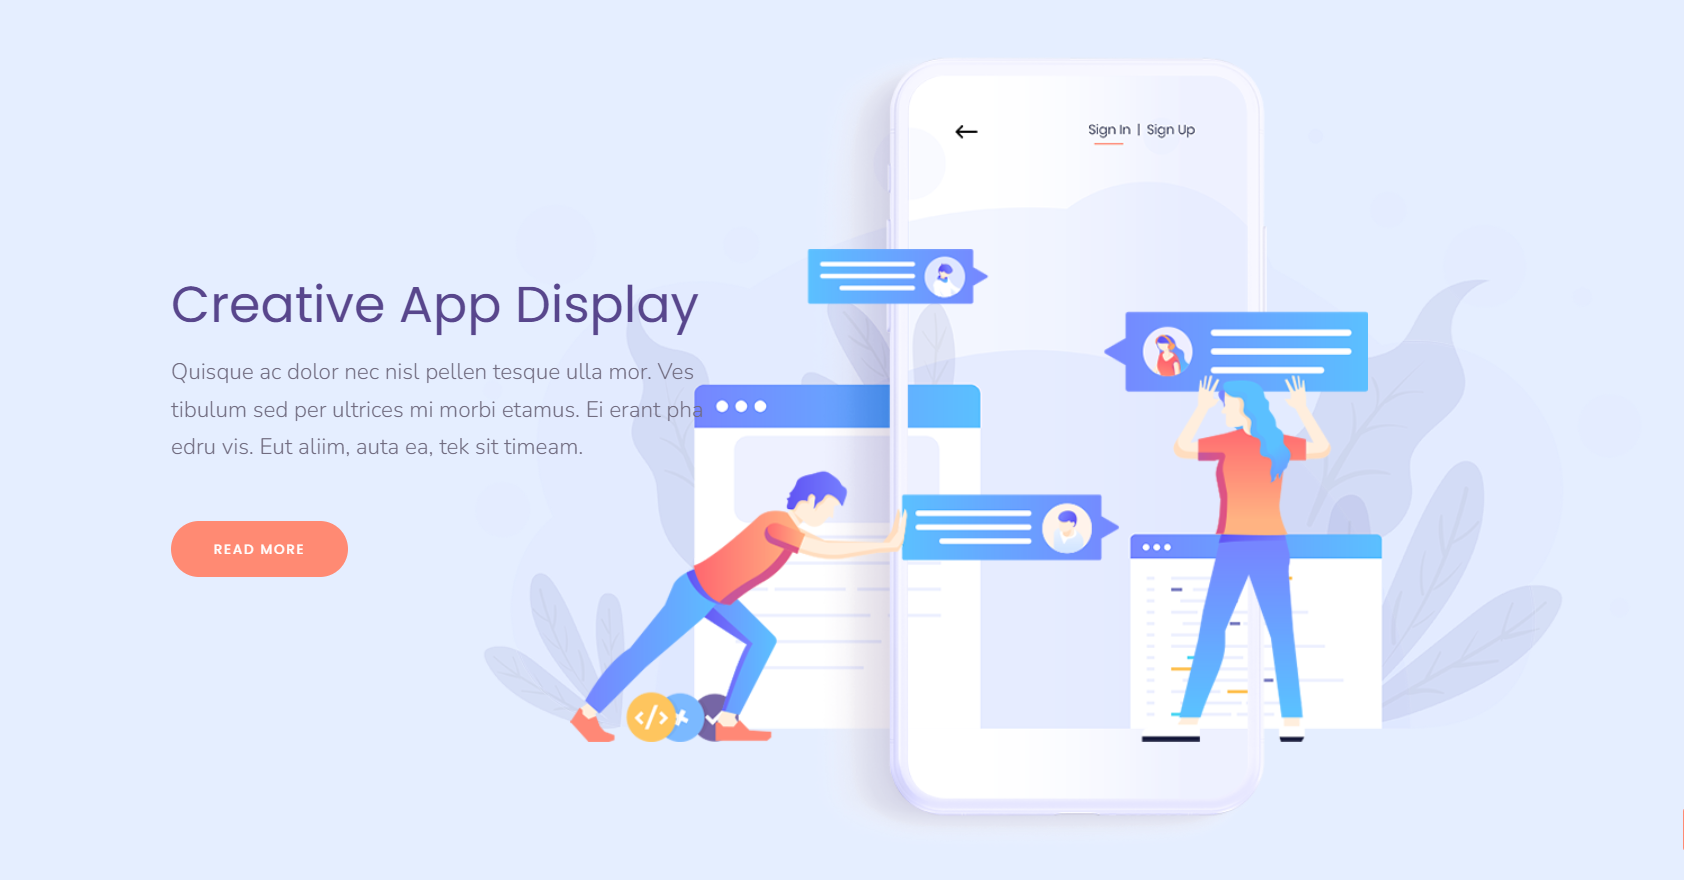 Sign In | Sign Up
Creative App Display
Quisque ac dolor nec nisl pellen tesque ulla mor. Ves
tibulum sed per ultrices mi morbi etamus. Ei erant pha
edru vis. Eut aliim, auta ea, tek sit timeam.
READ MORE